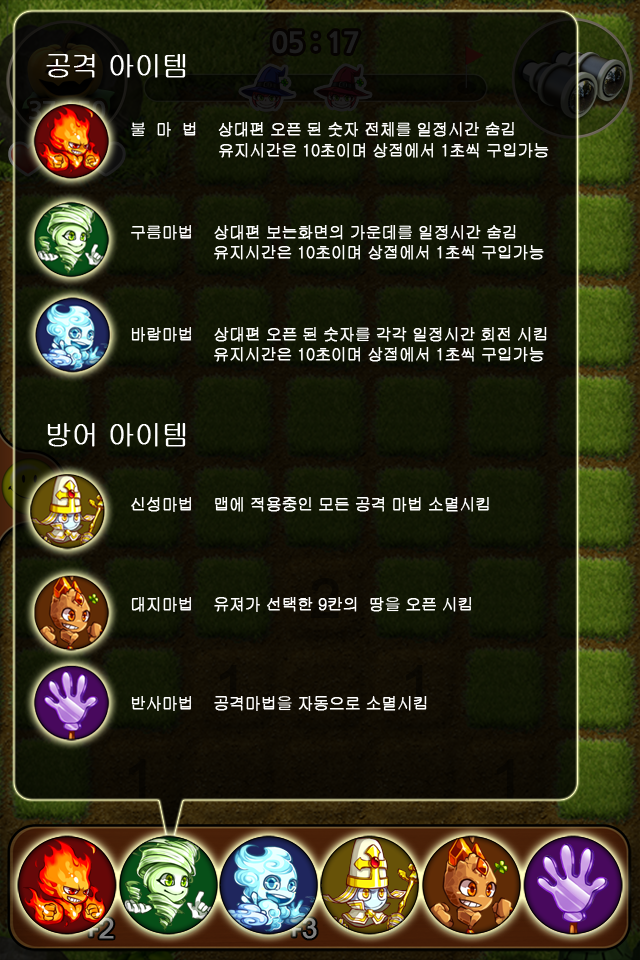 05:17
공격 아이템
불 마 법 상대편 오픈 된 숫자 전체를 일정시간 숨김
유지시간은 10초이며 상점에서 1초씩 구입가능
구름마법 상대편 보는화면의 가운데를 일정시간 숨김
유지시간은 10초이며 상점에서 1초씩 구입가능
바람마법 상대편 오픈 된 숫자를 각각 일정시간 회전 시킴
유지시간은 10초이며 상점에서 1초씩 구입가능
방어 아이템
신성마법 맵에 적용중인 모든 공격 마법 소멸시킴
대지마법 유져가 선택한 9칸의 땅을 오픈 시킴
2
반사마법 공격마법을 자동으로 소멸시킴
1 1
1 1
+2 +3